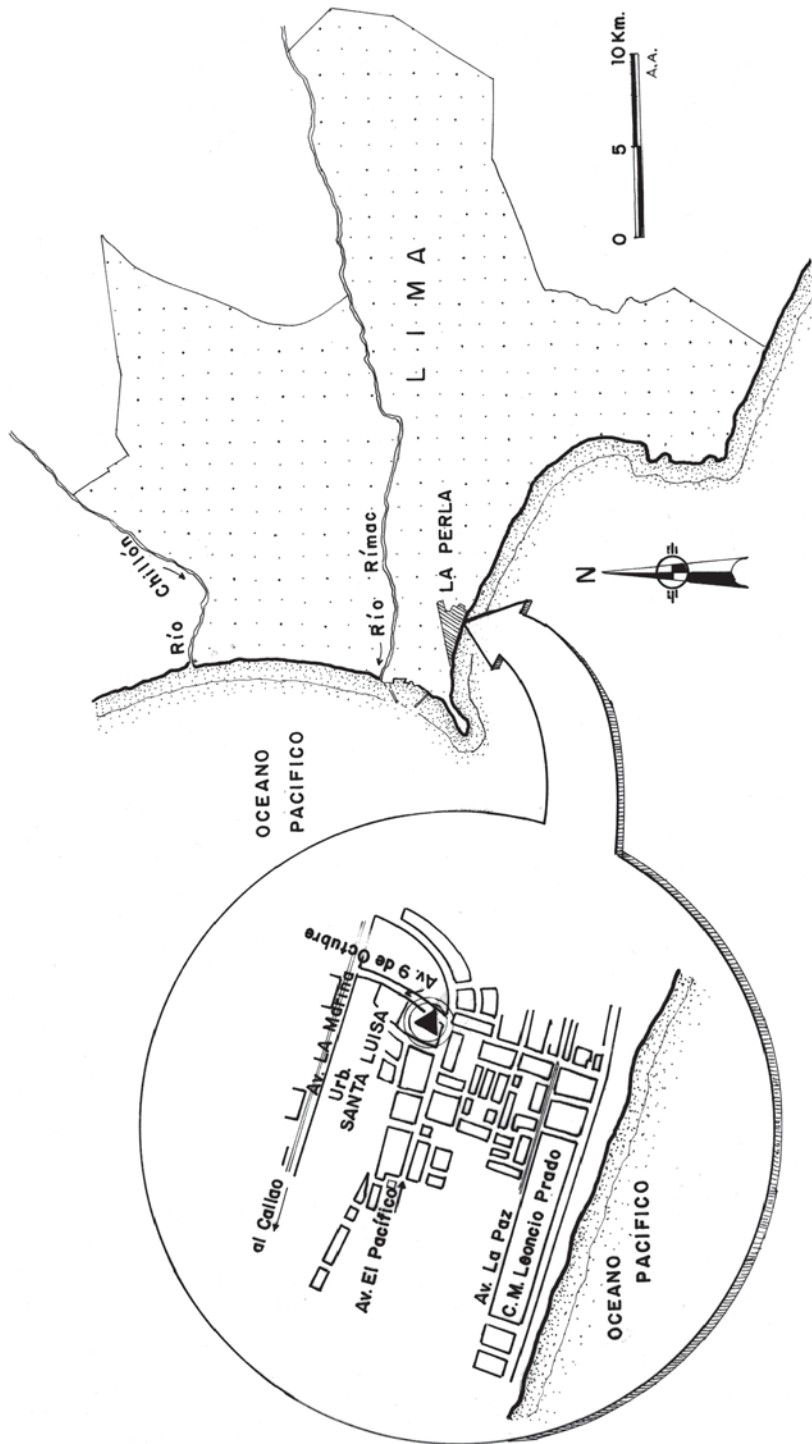 OCEANO
PACIFICO
Río
Chillón
Río Rímac
LIMA
LA PERLA
N
0 5 10 Km.
A.A.
al Callao
Av. LA Marina
Urb.
SANTA LUISA
Av. 9 de Octubre
Av. El Pacífico
Av. La Paz
C.M. Leoncio Prado
OCEANO
PACÍFICO